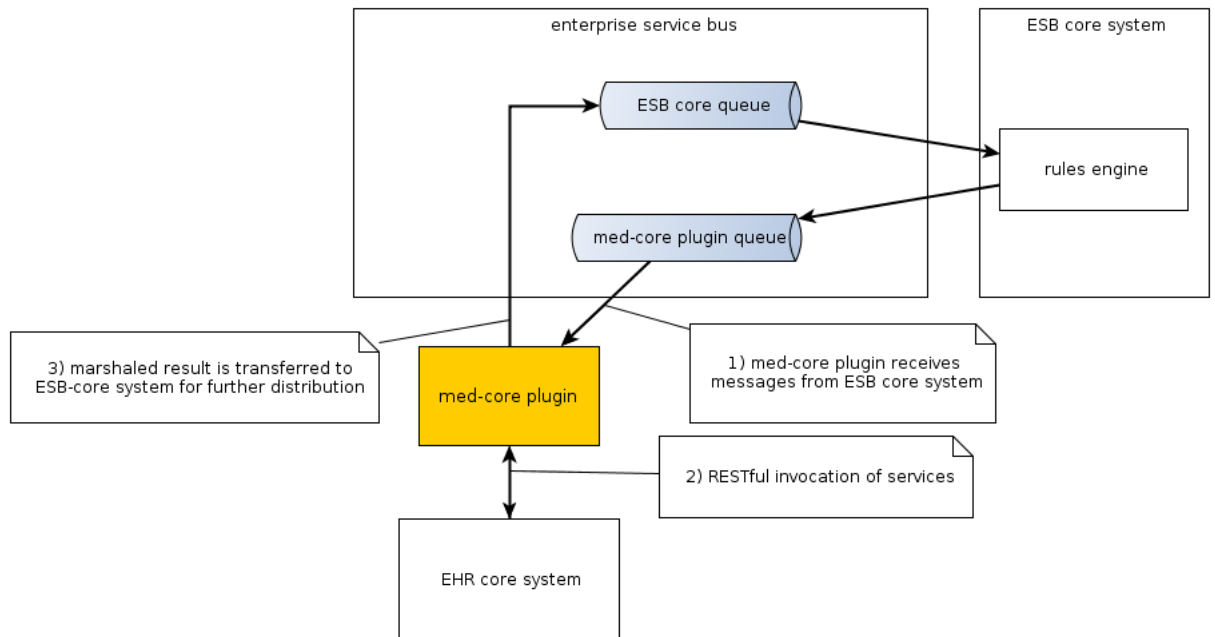 enterprise service bus
ESB core system
ESB core queue
rules engine
med-core plugin queue
3) marshaled result is transferred to
ESB-core system for further distribution
1) med-core plugin receives
messages from ESB core system
med-core plugin
2) RESTful invocation of services
EHR core system